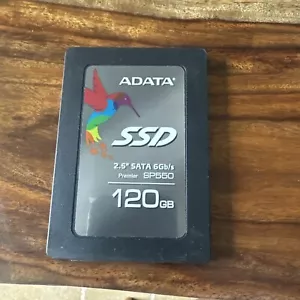 ADATA
SSD
2.5" SATA 6Gb/s
Premier SP550
120GB